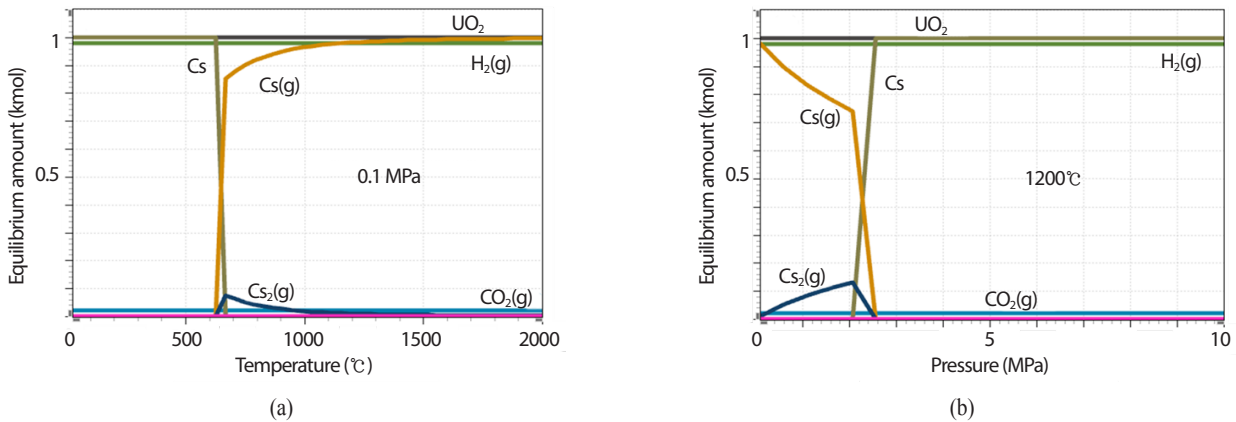 UO₂
1
Cs
H₂(g)
Cs(g)
Equilibrium amount (kmol)
0.5
0.1 MPa
Cs₂(g)
CO₂(g)
0 500 1000 1500 2000
Temperature (℃)
(a)
UO₂
1
H₂(g)
Cs
Cs(g)
Equilibrium amount (kmol)
0.5
1200℃
Cs₂(g)
CO₂(g)
0 5 10
Pressure (MPa)
(b)